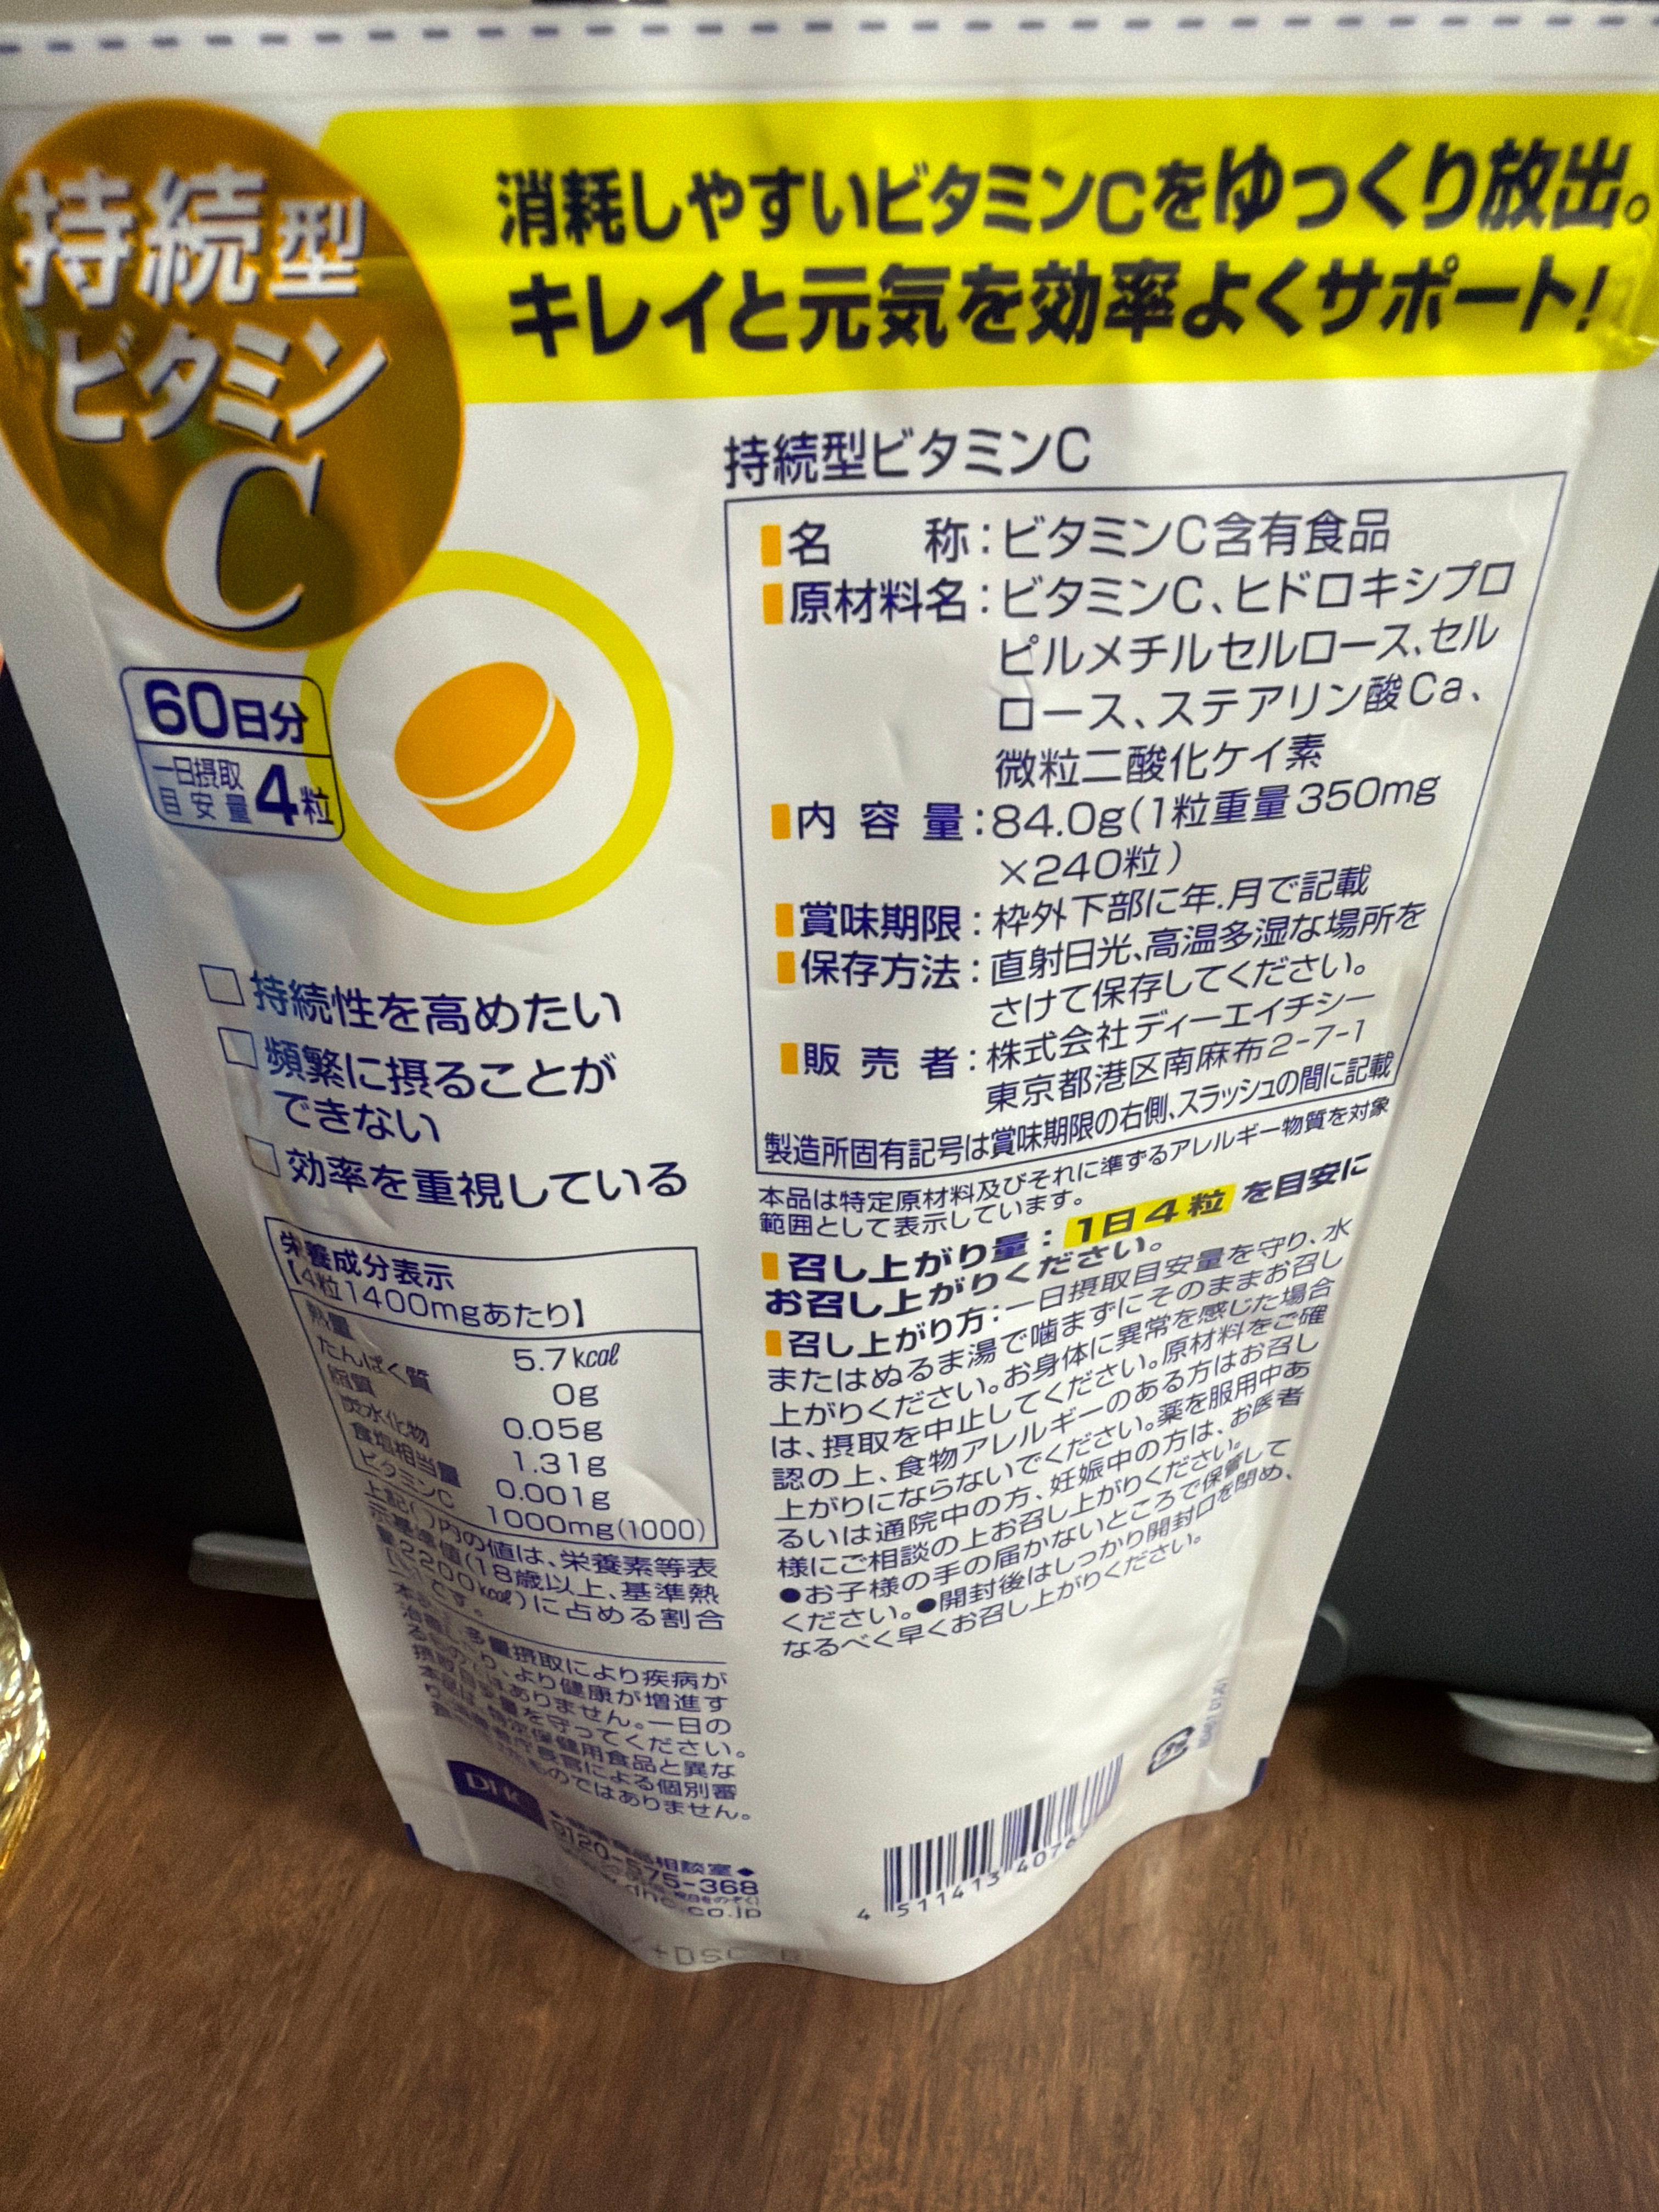 持続型
ビタミン
C
消耗しやすいビタミンCをゆっくり放出。
キレイと元気を効率よくサポート!
60日分
一日摂取
目安量 4粒
□持続性を高めたい
□頻繁に摂ることが
できない
□効率を重視している
持続型ビタミンC
名 称:ビタミンC含有食品
原材料名:ビタミンC、ヒドロキシプロ
ピルメチルセルロース、セル
ロース、ステアリン酸Ca、
微粒二酸化ケイ素
内容量:84.0g(1粒重量350mg
×240粒)
賞味期限:枠外下部に年.月で記載
保存方法:直射日光、高温多湿な場所を
さけて保存してください。
販売者:株式会社ディーエイチシー
東京都港区南麻布2-7-1
製造所固有記号は賞味期限の右側、スラッシュの間に記載
本品は特定原材料及びそれに準ずるアレルギー物質を対象
範囲として表示しています。
召し上がり量:1日4粒を目安に
お召し上がりください。
召し上がり方:一日摂取目安量を守り、水
またはぬるま湯で噛まずにそのままお召し
上がりください。お身体に異常を感じた場合
は、摂取を中止してください。原材料をご確
認の上、食物アレルギーのある方はお召し
上がりにならないでください。薬を服用中あ
るいは通院中の方、妊娠中の方は、お医者
様にご相談の上お召し上がりください。
●お子様の手の届かないところで保管して
ください。●開封後はしっかり開封口を閉め、
なるべく早くお召し上がりください。
栄養成分表示
【4粒1400mgあたり】
熱量 5.7kcal
たんぱく質 0g
脂質 0.05g
炭水化物 1.31g
食塩相当量 0.001g
ビタミンC 1000mg(1000)
上記( )内の値は、栄養素等表
示基準値(18歳以上、基準熱
量2200kcal)に占める割合
(%)です。
多量摂取により疾病が
より健康が増進す
るものではありません。一日の
摂取目安量を守ってください。
本品は、特定保健用食品と異な
り、消費者庁長官による個別審
ものではありません。
DHC
健康食品相談室◆
0120-575-368
dhc.co.jp
4 511413 407